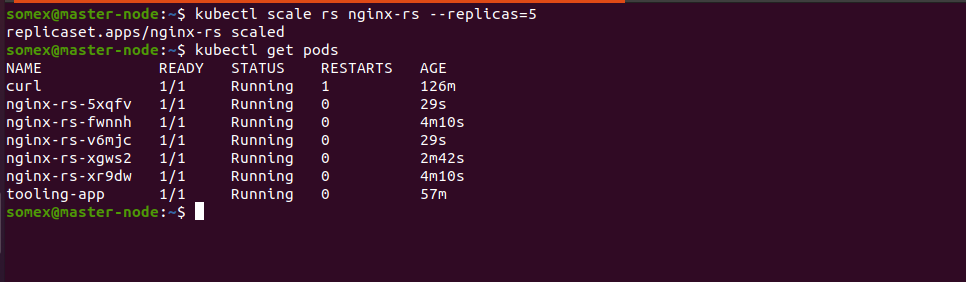 somex@master-node:~$ kubectl scale rs nginx-rs --replicas=5
replicaset.apps/nginx-rs scaled
somex@master-node:~$ kubectl get pods
NAME             READY   STATUS    RESTARTS   AGE
curl             1/1     Running   1          126m
nginx-rs-5xqfv   1/1     Running   0          29s
nginx-rs-fwnnh   1/1     Running   0          4m10s
nginx-rs-v6mjc   1/1     Running   0          29s
nginx-rs-xgws2   1/1     Running   0          2m42s
nginx-rs-xr9dw   1/1     Running   0          4m10s
tooling-app      1/1     Running   0          57m
somex@master-node:~$